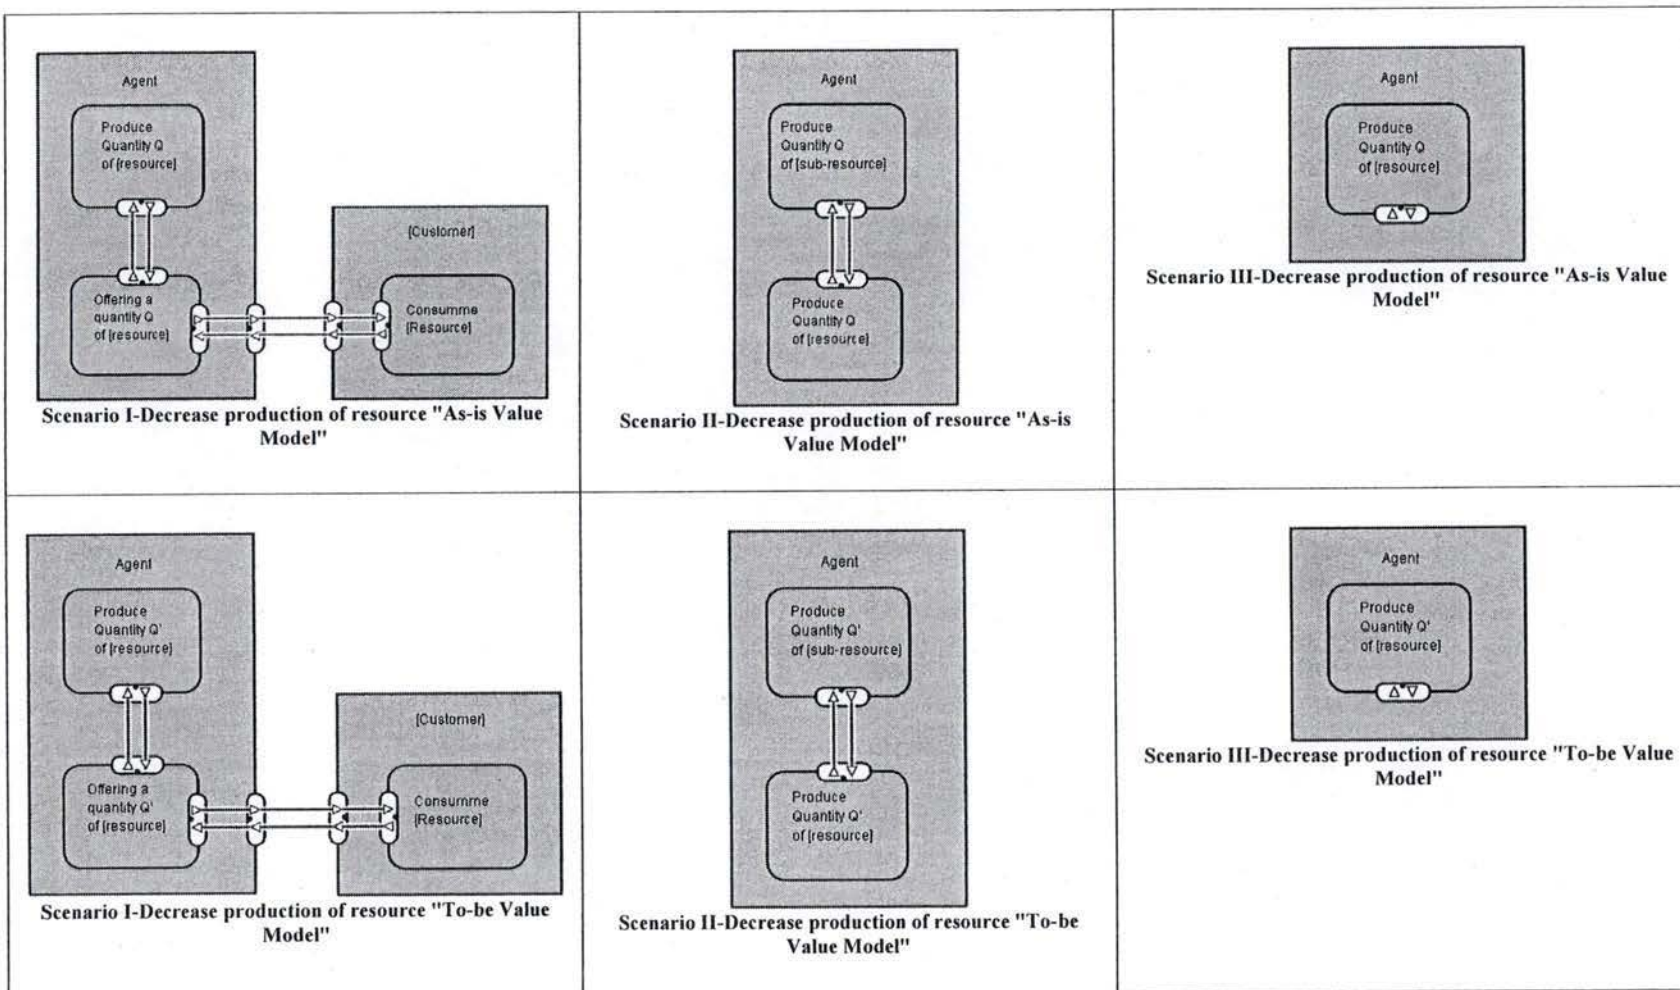 Agent
Produce
Quantity Q
of [resource]
Offering a
quantity Q
of [resource]
[Customer]
Consumme
[Resource]
Scenario I-Decrease production of resource "As-is Value
Model"
Agent
Produce
Quantity Q
of [sub-resource]
Produce
Quantity Q
of [resource]
Scenario II-Decrease production of resource "As-is
Value Model"
Agent
Produce
Quantity Q
of [resource]
Scenario III-Decrease production of resource "As-is Value
Model"
Agent
Produce
Quantity Q'
of [resource]
Offering a
quantity Q'
of [resource]
[Customer]
Consumme
[Resource]
Scenario I-Decrease production of resource "To-be Value
Model"
Agent
Produce
Quantity Q'
of [sub-resource]
Produce
Quantity Q'
of [resource]
Scenario II-Decrease production of resource "To-be
Value Model"
Agent
Produce
Quantity Q'
of [resource]
Scenario III-Decrease production of resource "To-be Value
Model"